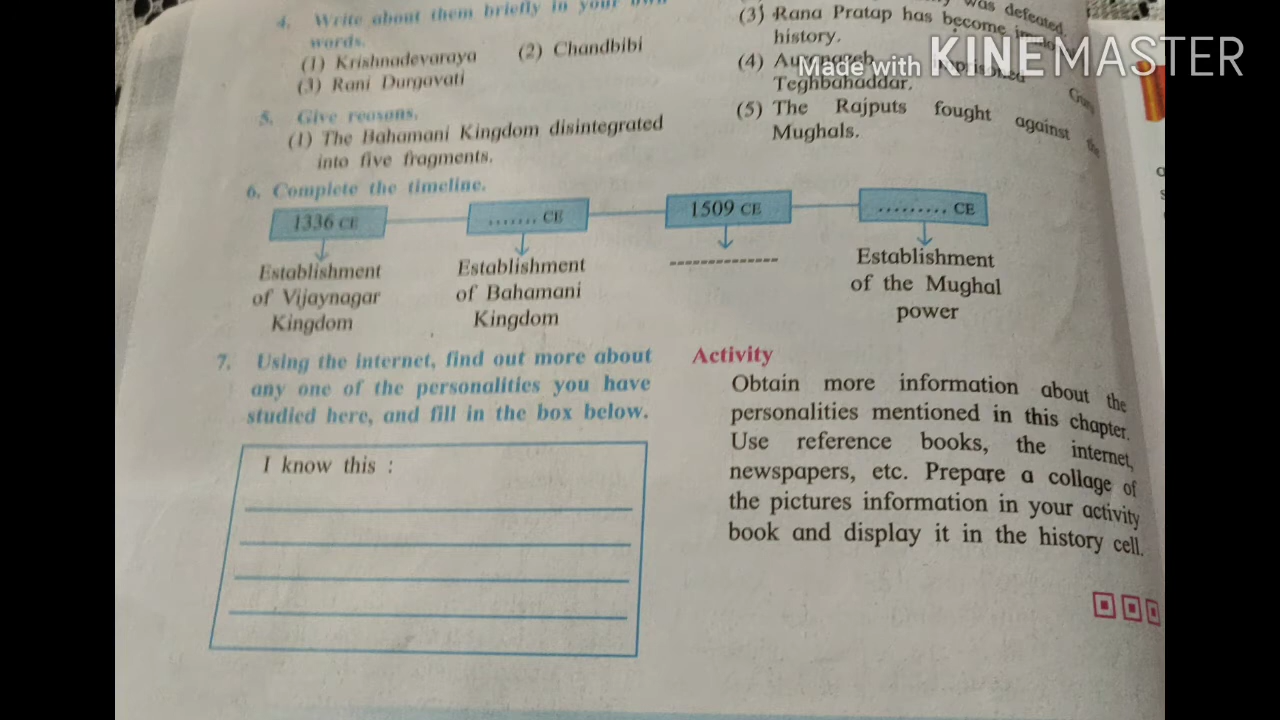 4. Write about them briefly in your own
words.
(1) Krishnadevaraya (2) Chandbibi
(3) Rani Durgavati
5. Give reasons.
(1) The Bahamani Kingdom disintegrated
into five fragments.
was defeated.
(3) Rana Pratap has become
history.
(4)
Teghbahaddar.
(5) The Rajputs fought against the
Mughals.
Made with KINEMASTER
6. Complete the timeline.
1336 CE ....... CE 1509 CE ......... CE
Establishment
of Vijaynagar
Kingdom
Establishment
of Bahamani
Kingdom
--------------
Establishment
of the Mughal
power
7. Using the internet, find out more about
any one of the personalities you have
studied here, and fill in the box below.
I know this :
Activity
Obtain more information about the
personalities mentioned in this chapter.
Use reference books, the internet,
newspapers, etc. Prepare a collage of
the pictures information in your activity
book and display it in the history cell.